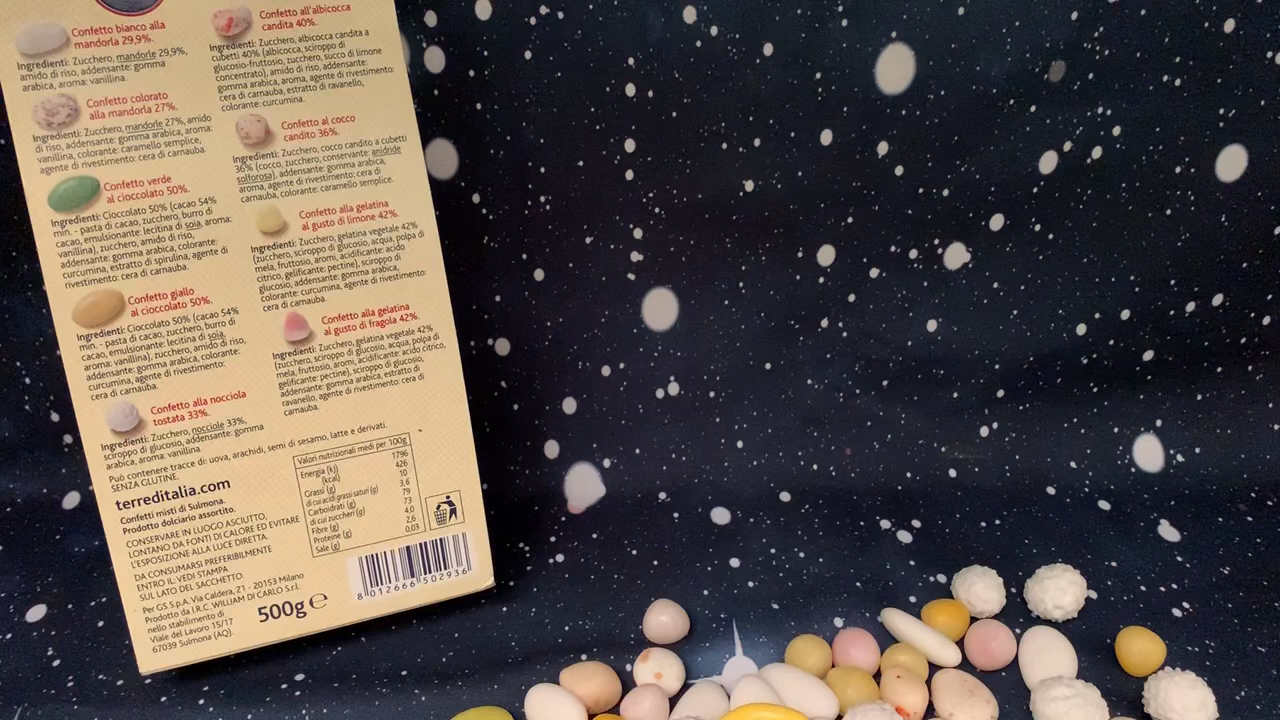 Confetto bianco alla
mandorla 29,9%.
Ingredienti: Zucchero, mandorle 29,9%,
amido di riso, addensante: gomma
arabica, aroma: vanillina.
Confetto colorato
alla mandorla 27%.
Ingredienti: Zucchero, mandorle 27%, amido
di riso, addensante: gomma arabica, aroma:
vanillina, colorante: caramello semplice,
agente di rivestimento: cera di carnauba.
Confetto verde
al cioccolato 50%.
Ingredienti: Cioccolato 50% (cacao 54%
min. - pasta di cacao, zucchero, burro di
cacao, emulsionante: lecitina di soia, aroma:
vanillina), zucchero, amido di riso,
addensante: gomma arabica, colorante:
curcumina, estratto di spirulina, agente di
rivestimento: cera di carnauba.
Confetto giallo
al cioccolato 50%.
Ingredienti: Cioccolato 50% (cacao 54%
min. - pasta di cacao, zucchero, burro di
cacao, emulsionante: lecitina di soia,
aroma: vanillina), zucchero, amido di riso,
addensante: gomma arabica, colorante:
curcumina, agente di rivestimento:
cera di carnauba.
Confetto alla nocciola
tostata 33%.
Ingredienti: Zucchero, nocciole 33%,
sciroppo di glucosio, addensante: gomma
arabica, aroma: vanillina.
Confetto all'albicocca
candita 40%.
Ingredienti: Zucchero, albicocca candita a
cubetti 40% (albicocca, sciroppo di
glucosio-fruttosio, zucchero, succo di limone
concentrato), amido di riso, addensante:
gomma arabica, aroma, agente di rivestimento:
cera di carnauba, estratto di ravanello,
colorante: curcumina.
Confetto al cocco
candito 36%.
Ingredienti: Zucchero, cocco candito a cubetti
36% (cocco, zucchero, conservante: anidride
solforosa), addensante: gomma arabica,
aroma, agente di rivestimento: cera di
carnauba, colorante: caramello semplice.
Confetto alla gelatina
al gusto di limone 42%.
Ingredienti: Zucchero, gelatina vegetale 42%
(zucchero, sciroppo di glucosio, acqua, polpa di
mela, fruttosio, aromi, acidificante: acido
citrico, gelificante: pectine), sciroppo di
glucosio, addensante: gomma arabica,
colorante: curcumina, agente di rivestimento:
cera di carnauba.
Confetto alla gelatina
al gusto di fragola 42%.
Ingredienti: Zucchero, gelatina vegetale 42%
(zucchero, sciroppo di glucosio, acqua, polpa di
mela, fruttosio, aromi, acidificante: acido citrico,
gelificante: pectine), sciroppo di glucosio,
addensante: gomma arabica, estratto di
ravanello, agente di rivestimento: cera di
carnauba.
Può contenere tracce di: uova, arachidi, semi di sesamo, latte e derivati.
SENZA GLUTINE.
terreditalia.com
Confetti misti di Sulmona.
Prodotto dolciario assortito.
CONSERVARE IN LUOGO ASCIUTTO,
LONTANO DA FONTI DI CALORE ED EVITARE
L'ESPOSIZIONE ALLA LUCE DIRETTA.
DA CONSUMARSI PREFERIBILMENTE
ENTRO IL: VEDI STAMPA
SUL LATO DEL SACCHETTO.
Per GS S.p.A. Via Caldera, 21 - 20153 Milano
Prodotto da I.R.C. WILLIAM DI CARLO S.r.l.
nello stabilimento di
Viale del Lavoro 15/17
67039 Sulmona (AQ).
500g e
Valori nutrizionali medi per 100g
Energia (kj) 1796
(kcal) 426
Grassi (g) 10
di cui acidi grassi saturi (g) 3,6
Carboidrati (g) 79
di cui zuccheri (g) 73
Fibre (g) 4,0
Proteine (g) 2,6
Sale (g) 0,03
8 012666 502936